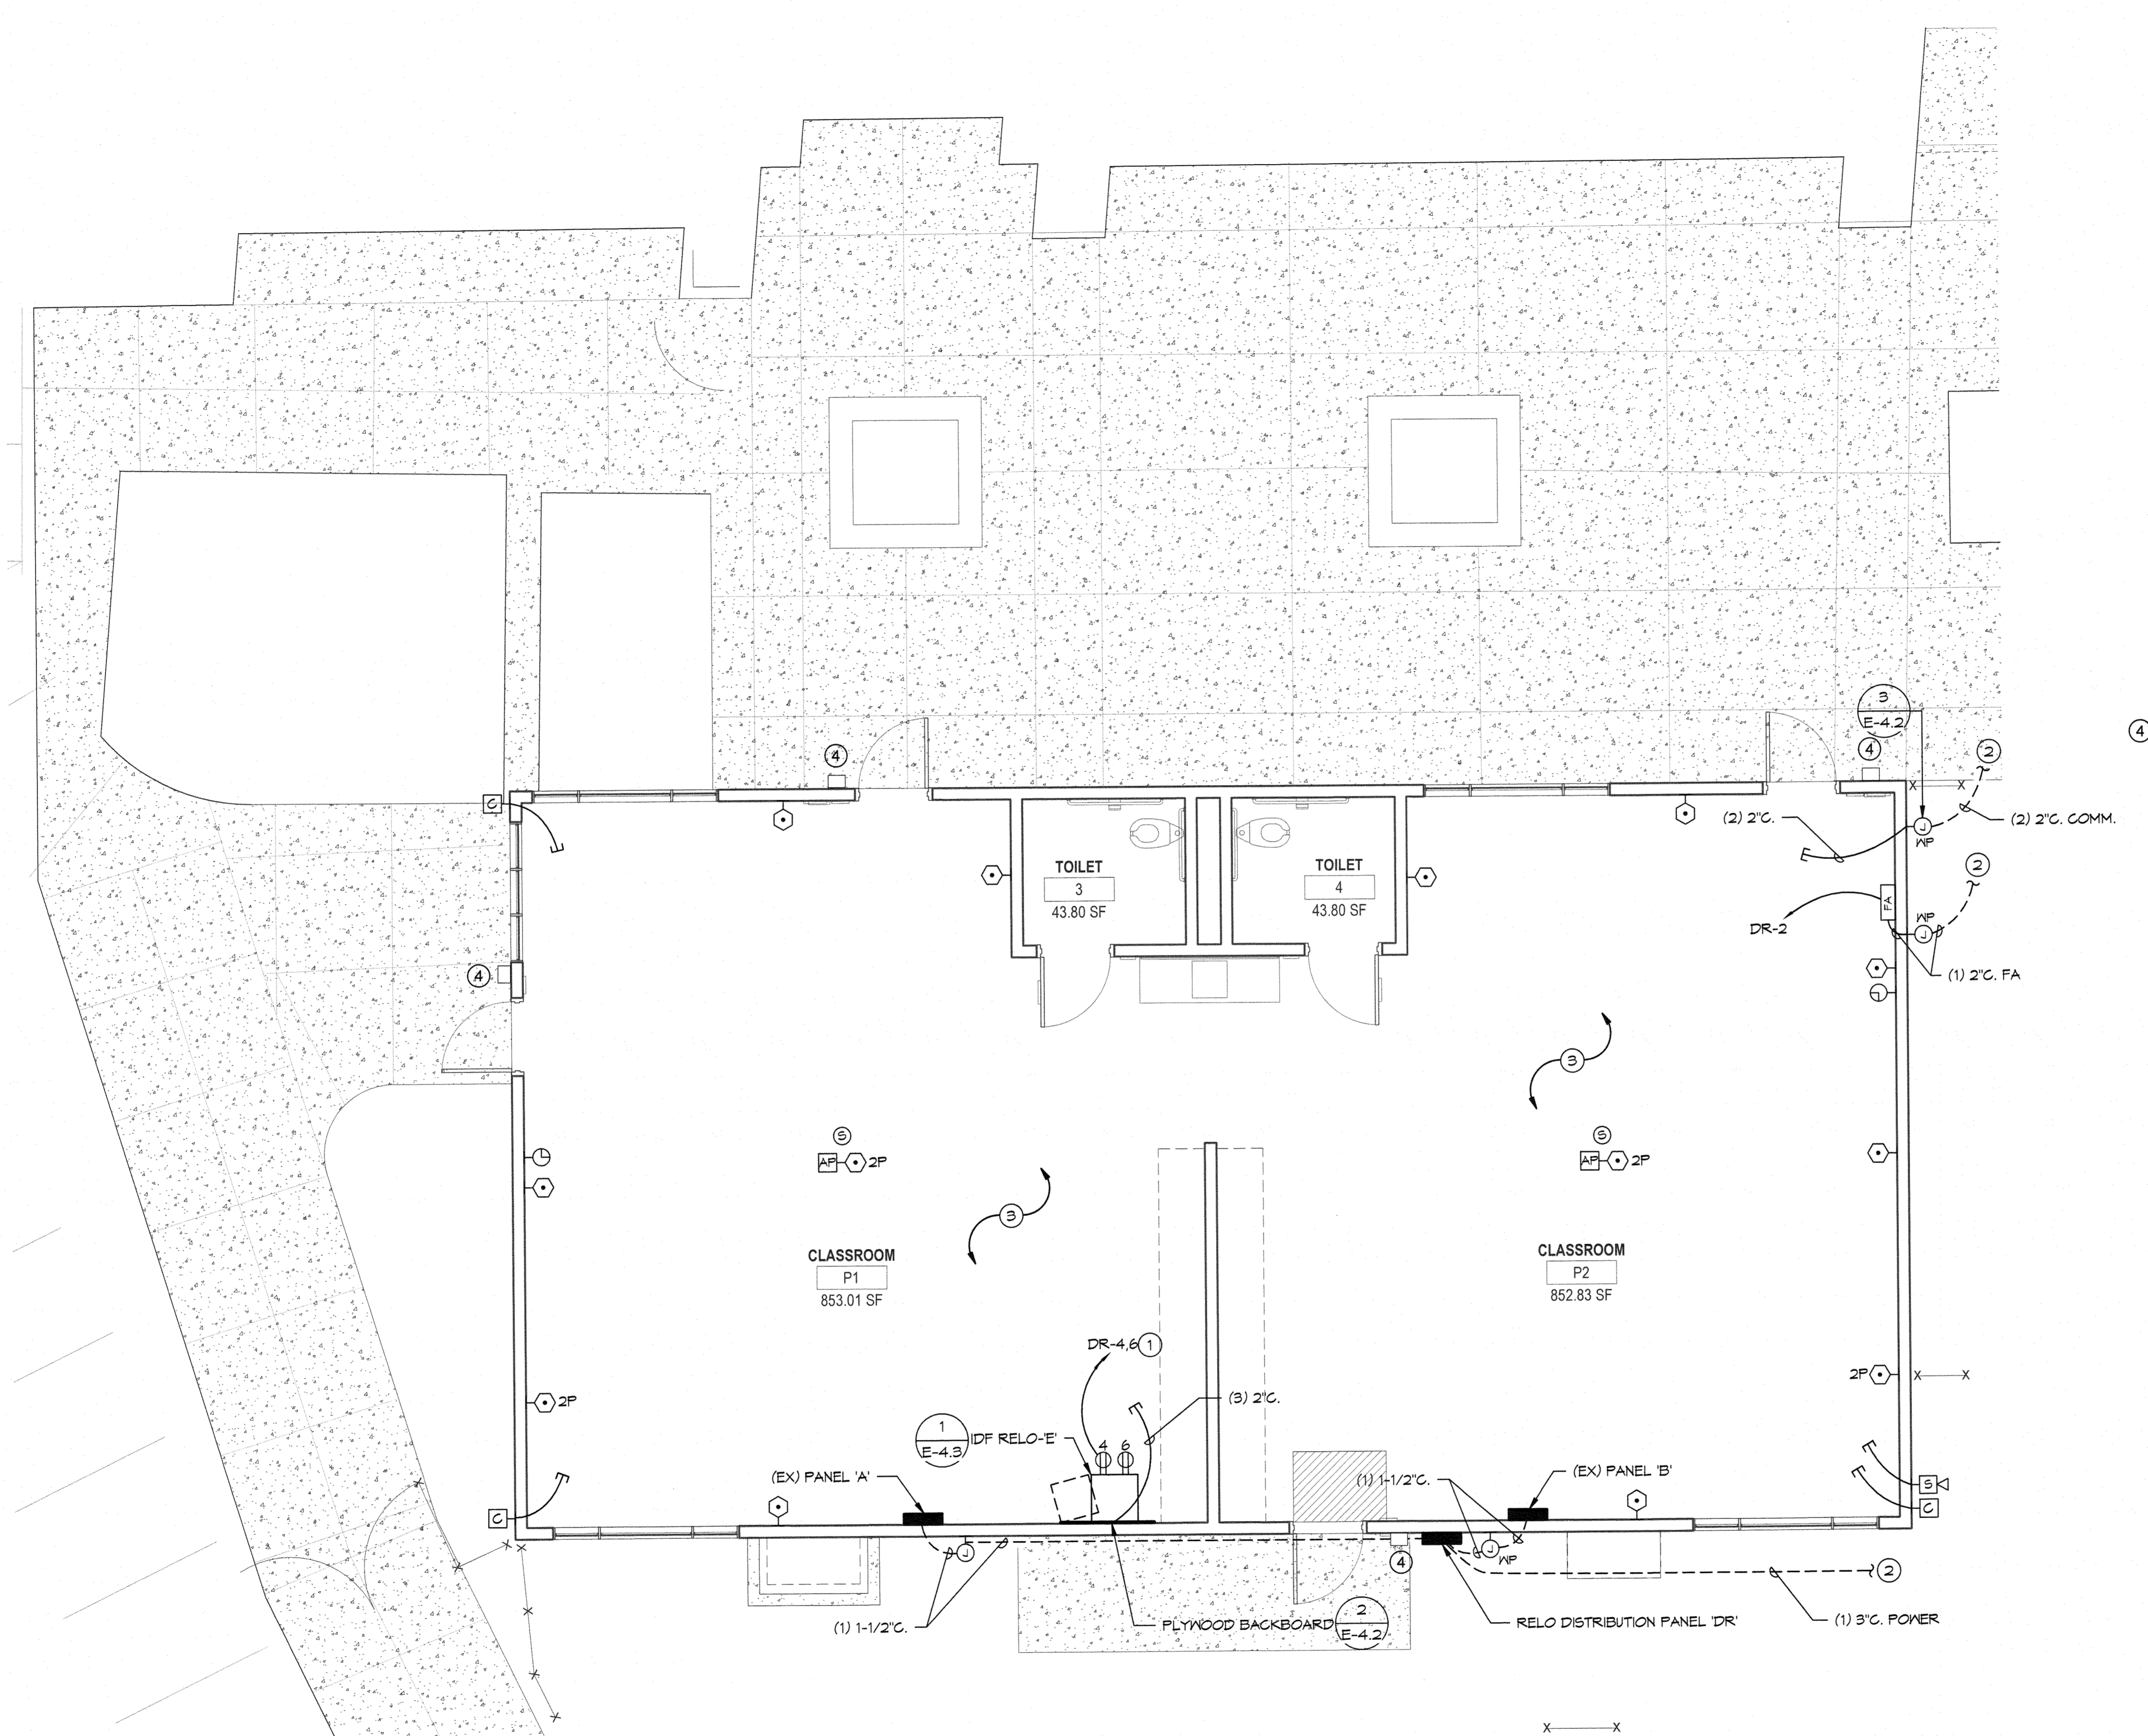 3
E-4.2
4
4
4
2
C
(2) 2"C.
J
WP
(2) 2"C. COMM.
2
TOILET
3
43.80 SF
TOILET
4
43.80 SF
FA
DR-2
WP
J
(1) 2"C. FA
4
3
S
AP
2P
S
AP
2P
3
CLASSROOM
P1
853.01 SF
CLASSROOM
P2
852.83 SF
DR-4,6
1
2P
2P
(3) 2"C.
1
E-4.3
IDF RELO-'E'
4
6
(EX) PANEL 'A'
(1) 1-1/2"C.
(EX) PANEL 'B'
S
C
C
J
J
WP
4
2
(1) 1-1/2"C.
PLYWOOD BACKBOARD
2
E-4.2
RELO DISTRIBUTION PANEL 'DR'
(1) 3"C. POWER